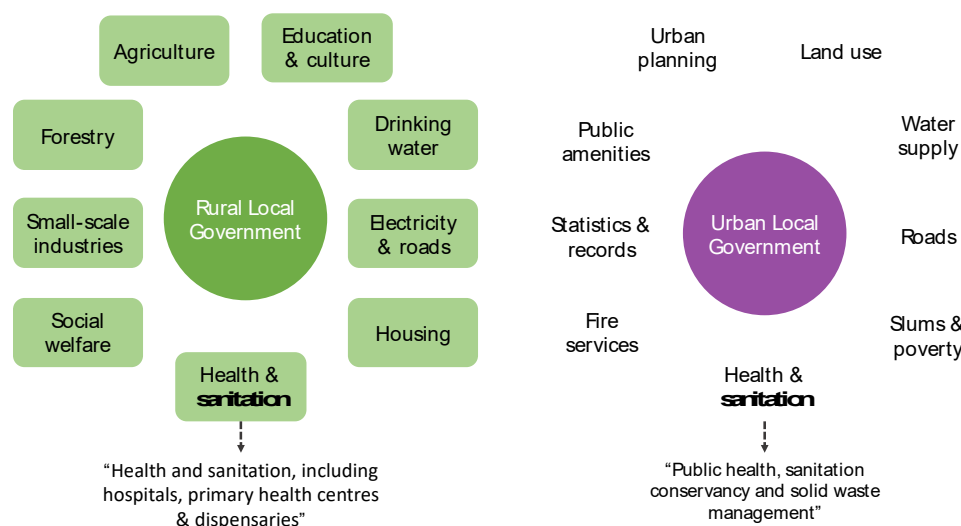 Agriculture
Education
& culture
Forestry
Drinking
water
Rural Local
Government
Small-scale
industries
Electricity
& roads
Social
welfare
Housing
Health &
sanitation
“Health and sanitation, including
hospitals, primary health centres
& dispensaries”
Urban
planning
Land use
Public
amenities
Water
supply
Statistics &
records
Urban Local
Government
Roads
Fire
services
Slums &
poverty
Health &
sanitation
“Public health, sanitation
conservancy and solid waste
management”